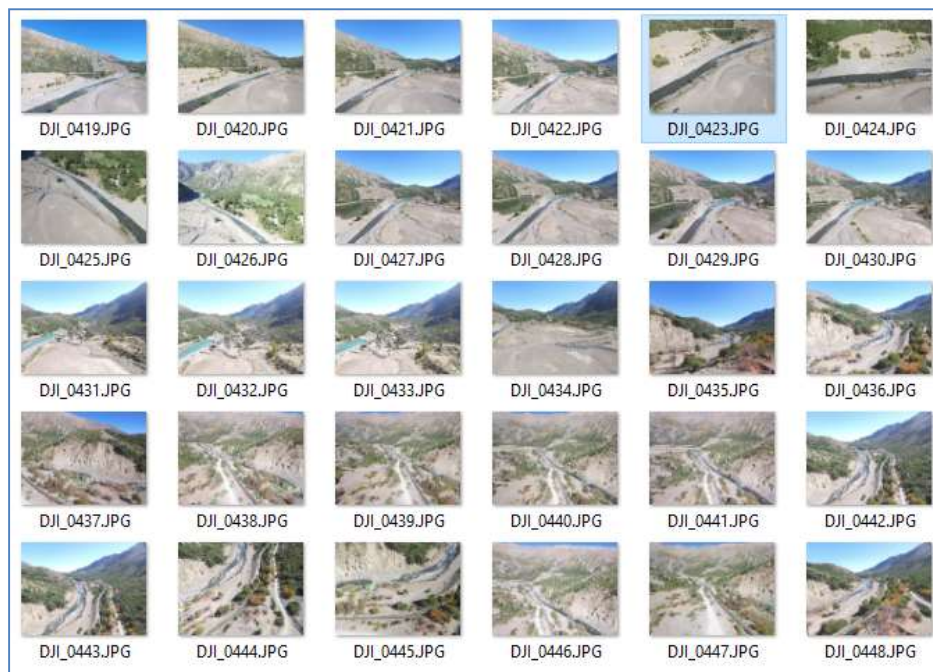 DJI_0419.JPG DJI_0420.JPG DJI_0421.JPG DJI_0422.JPG DJI_0423.JPG DJI_0424.JPG
DJI_0425.JPG DJI_0426.JPG DJI_0427.JPG DJI_0428.JPG DJI_0429.JPG DJI_0430.JPG
DJI_0431.JPG DJI_0432.JPG DJI_0433.JPG DJI_0434.JPG DJI_0435.JPG DJI_0436.JPG
DJI_0437.JPG DJI_0438.JPG DJI_0439.JPG DJI_0440.JPG DJI_0441.JPG DJI_0442.JPG
DJI_0443.JPG DJI_0444.JPG DJI_0445.JPG DJI_0446.JPG DJI_0447.JPG DJI_0448.JPG